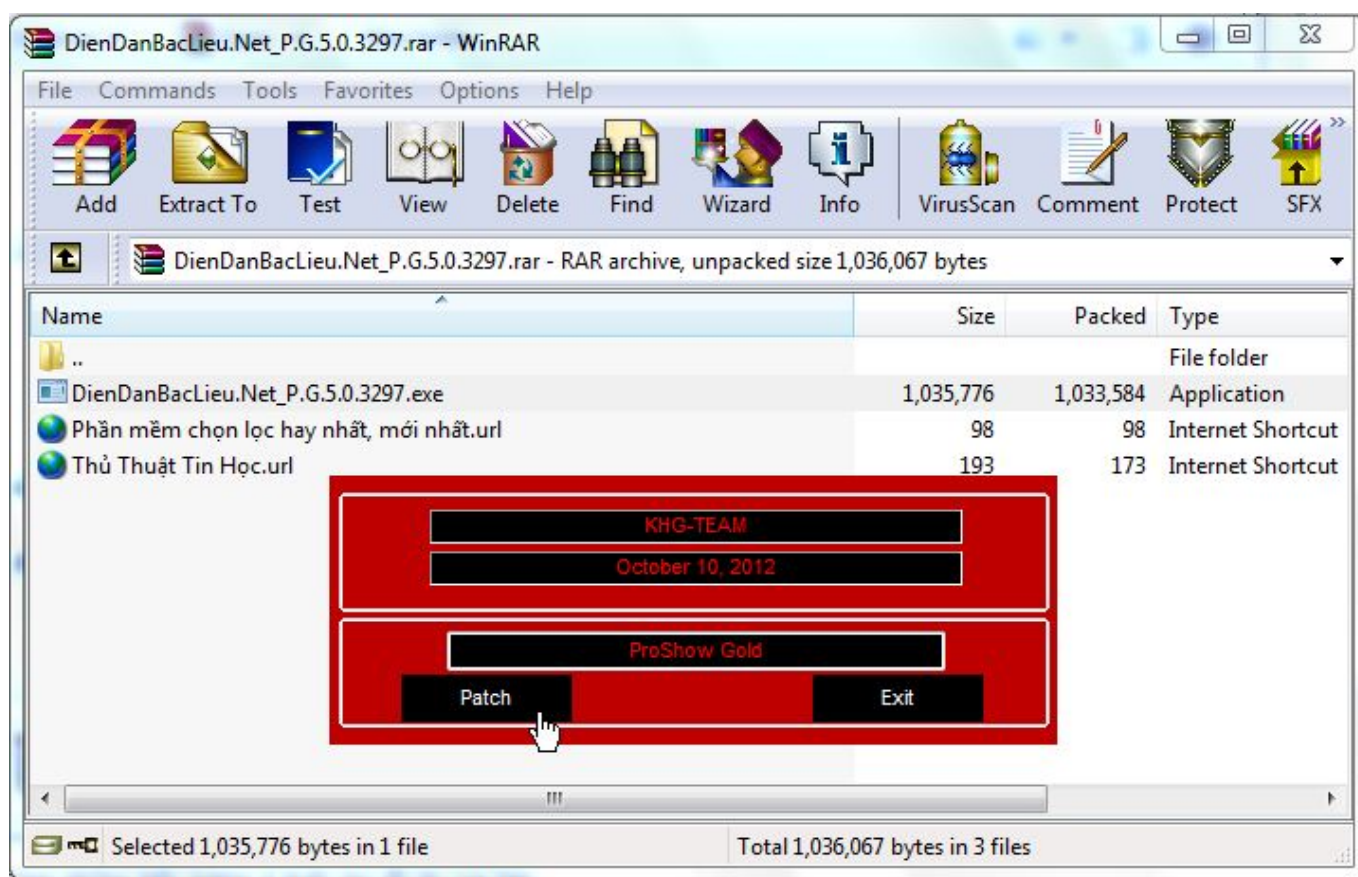 DienDanBacLieu.Net_P.G.5.0.3297.rar - WinRAR
File Commands Tools Favorites Options Help
Add Extract To Test View Delete Find Wizard Info VirusScan Comment Protect SFX
DienDanBacLieu.Net_P.G.5.0.3297.rar - RAR archive, unpacked size 1,036,067 bytes
Name Size Packed Type
.. File folder
DienDanBacLieu.Net_P.G.5.0.3297.exe 1,035,776 1,033,584 Application
Phần mềm chọn lọc hay nhất, mới nhất.url 98 98 Internet Shortcut
Thủ Thuật Tin Học.url 193 173 Internet Shortcut
KHG-TEAM
October 10, 2012
ProShow Gold
Patch Exit
Selected 1,035,776 bytes in 1 file Total 1,036,067 bytes in 3 files